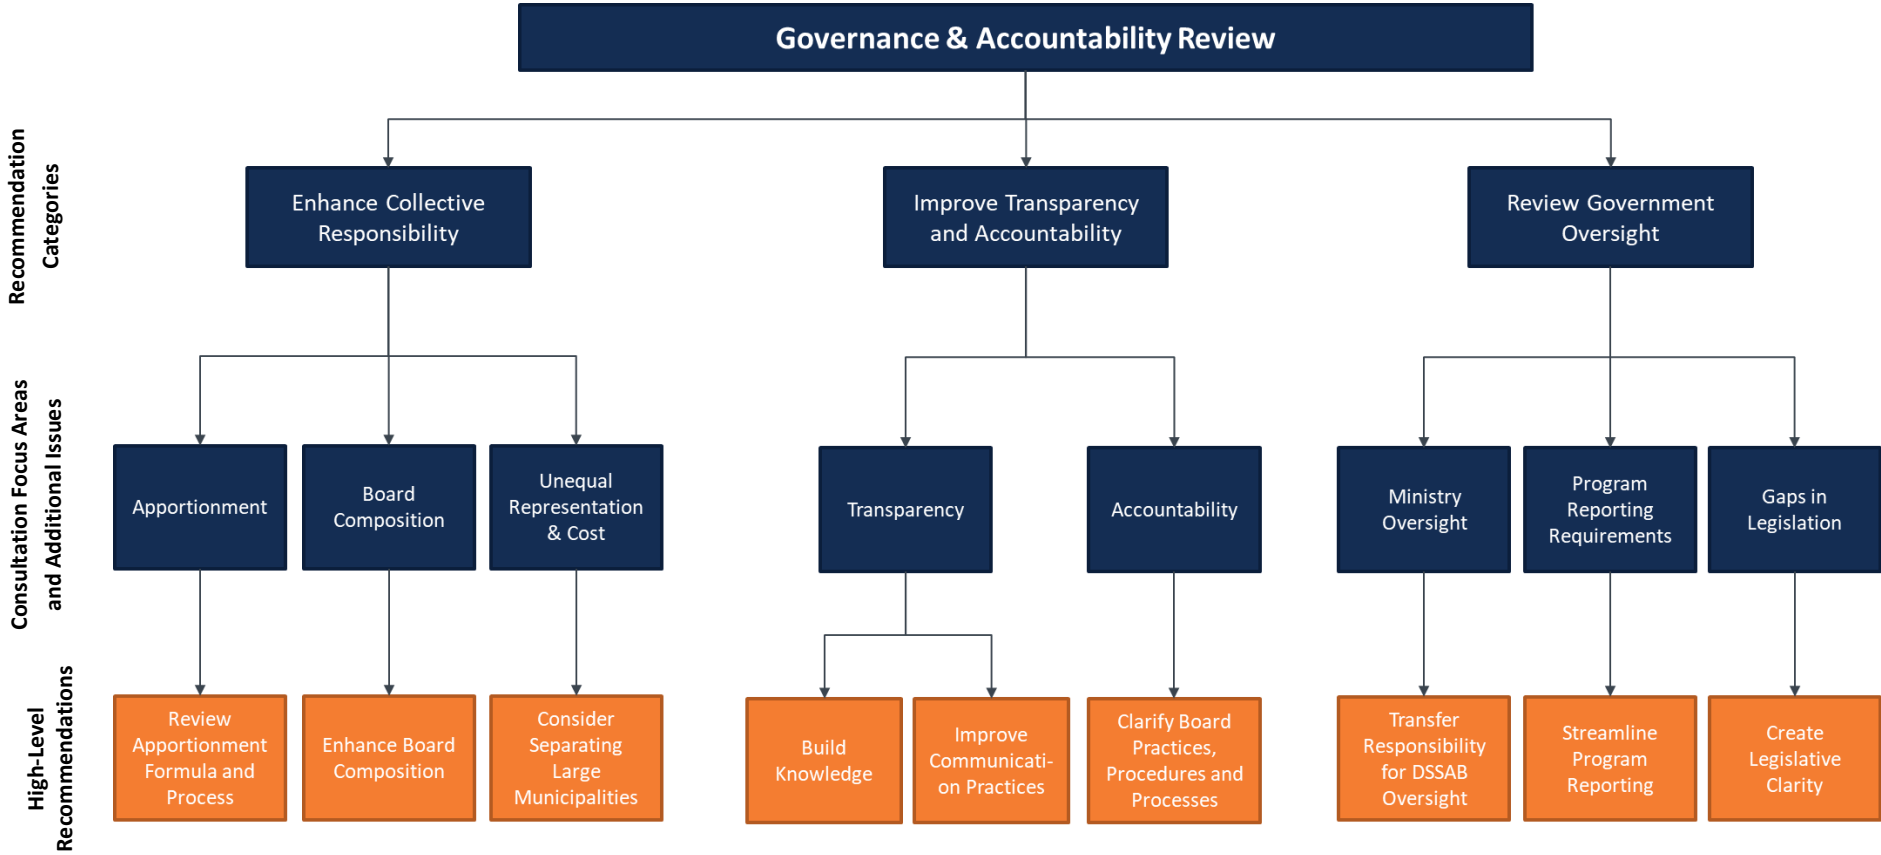 Governance & Accountability Review
Recommendation
Categories
Enhance Collective
Responsibility
Improve Transparency
and Accountability
Review Government
Oversight
Consultation Focus Areas
and Additional Issues
Apportionment
Board
Composition
Unequal
Representation
& Cost
Transparency
Accountability
Ministry
Oversight
Program
Reporting
Requirements
Gaps in
Legislation
High-Level
Recommendations
Review
Apportionment
Formula and
Process
Enhance Board
Composition
Consider
Separating
Large
Municipalities
Build
Knowledge
Improve
Communicati-
on Practices
Clarify Board
Practices,
Procedures and
Processes
Transfer
Responsibility
for DSSAB
Oversight
Streamline
Program
Reporting
Create
Legislative
Clarity